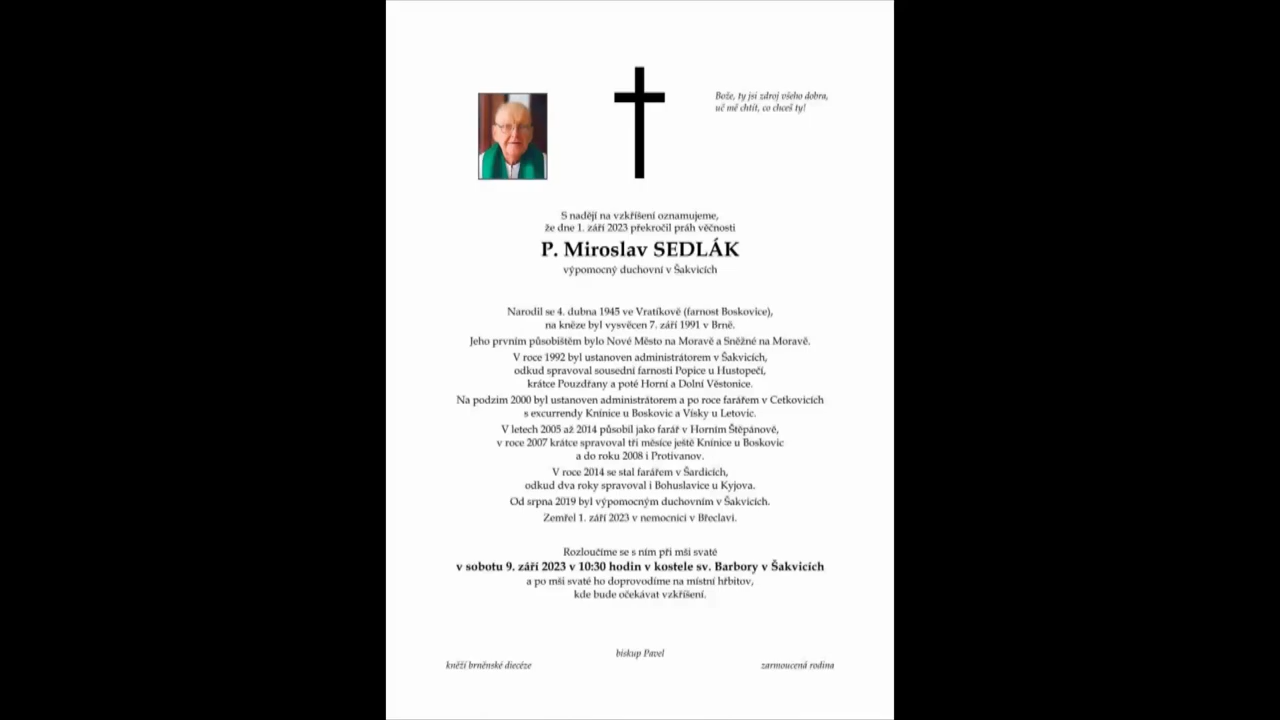 Bože, ty jsi zdroj všeho dobra,
uč mě chtít, co chceš ty!
S nadějí na vzkříšení oznamujeme,
že dne 1. září 2023 překročil práh věčnosti
P. Miroslav SEDLÁK
výpomocný duchovní v Šakvicích
Narodil se 4. dubna 1945 ve Vratíkově (farnost Boskovice),
na kněze byl vysvěcen 7. září 1991 v Brně.
Jeho prvním působištěm bylo Nové Město na Moravě a Sněžné na Moravě.
V roce 1992 byl ustanoven administrátorem v Šakvicích,
odkud spravoval sousední farnosti Popice u Hustopečí,
krátce Pouzdřany a poté Horní a Dolní Věstonice.
Na podzim 2000 byl ustanoven administrátorem a po roce farářem v Cetkovicích
s excurrendy Knínice u Boskovic a Vísky u Letovic.
V letech 2005 až 2014 působil jako farář v Horním Štěpánově,
v roce 2007 krátce spravoval tři měsíce ještě Knínice u Boskovic
a do roku 2008 i Protivanov.
V roce 2014 se stal farářem v Šardicích,
odkud dva roky spravoval i Bohuslavice u Kyjova.
Od srpna 2019 byl výpomocným duchovním v Šakvicích.
Zemřel 1. září 2023 v nemocnici v Břeclavi.
Rozloučíme se s ním při mši svaté
v sobotu 9. září 2023 v 10:30 hodin v kostele sv. Barbory v Šakvicích
a po mši svaté ho doprovodíme na místní hřbitov,
kde bude očekávat vzkříšení.
biskup Pavel
kněží brněnské diecéze
zarmoucená rodina